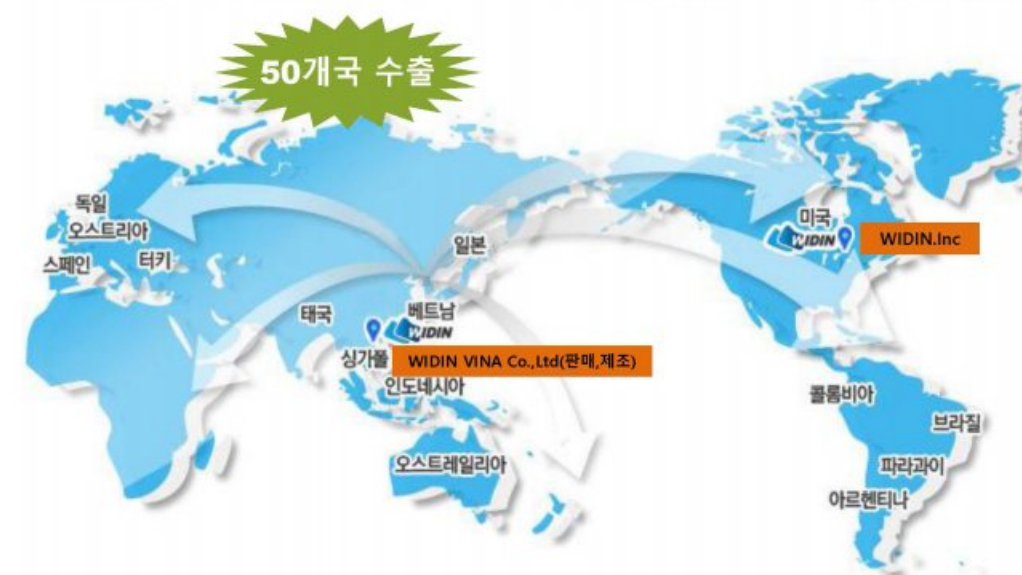 50개국 수출
독일
오스트리아
스페인
터키
일본
미국
WIDIN
WIDIN.Inc
태국
베트남
WIDIN
싱가폴
WIDIN VINA Co.,Ltd(판매,제조)
인도네시아
콜롬비아
브라질
오스트레일리아
파라과이
아르헨티나